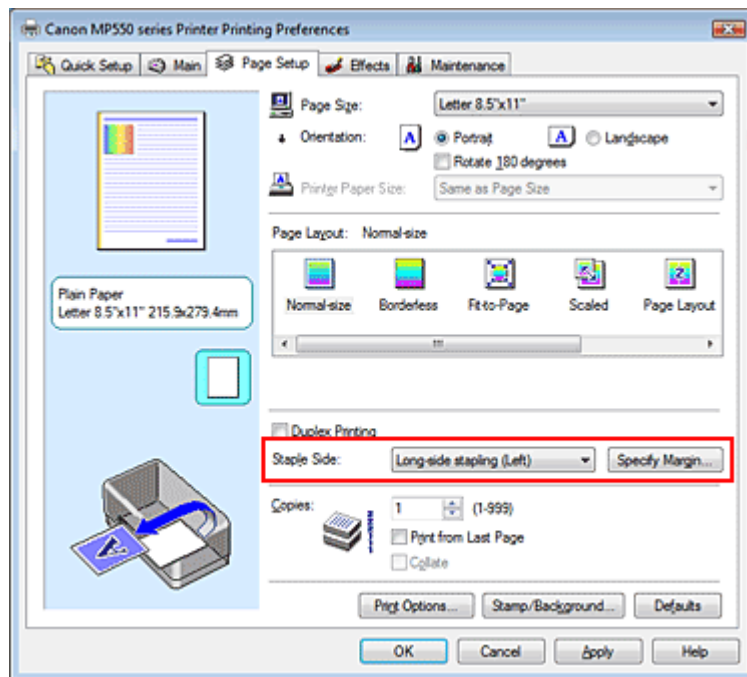 Canon MP550 series Printer Printing Preferences
Quick Setup Main Page Setup Effects Maintenance
Page Size: Letter 8.5"x11"
Orientation: A Portrait A Landscape
Rotate 180 degrees
Printer Paper Size: Same as Page Size
Page Layout: Normal-size
Normal-size Borderless Fit-to-Page Scaled Page Layout
Plain Paper
Letter 8.5"x11" 215.9x279.4mm
Duplex Printing
Staple Side: Long-side stapling (Left) Specify Margin...
Copies: 1 (1-999)
Print from Last Page
Collate
Print Options... Stamp/Background... Defaults
OK Cancel Apply Help